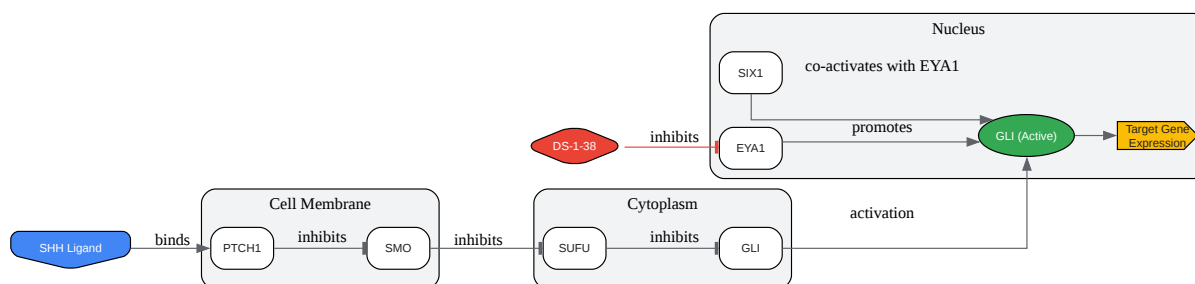 Nucleus
SIX1
co-activates with EYA1
DS-1-38
inhibits
EYA1
promotes
GLI (Active)
Target Gene
Expression
Cell Membrane
Cytoplasm
SHH Ligand
binds
PTCH1
inhibits
SMO
inhibits
SUFU
inhibits
GLI
activation